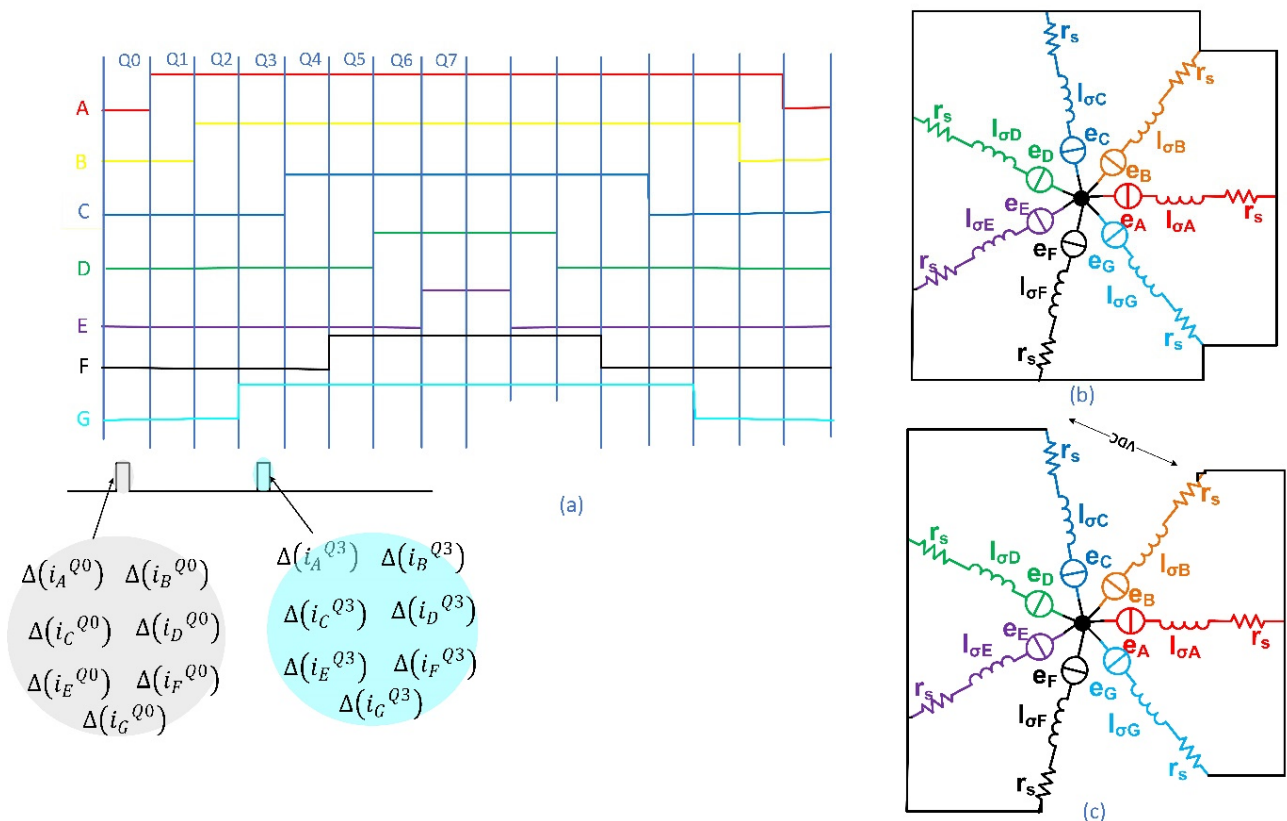 Q0 Q1 Q2 Q3 Q4 Q5 Q6 Q7
A
B
C
D
E
F
G
(a)
Δ(i_A^{Q0}) Δ(i_B^{Q0})
Δ(i_C^{Q0}) Δ(i_D^{Q0})
Δ(i_E^{Q0}) Δ(i_F^{Q0})
Δ(i_G^{Q0})
Δ(i_A^{Q3}) Δ(i_B^{Q3})
Δ(i_C^{Q3}) Δ(i_D^{Q3})
Δ(i_E^{Q3}) Δ(i_F^{Q3})
Δ(i_G^{Q3})
r_s
l_σC
e_C
r_s
l_σB
e_B
r_s
l_σD
e_D
e_A
l_σA
r_s
e_E
l_σE
r_s
e_F
l_σF
r_s
e_G
l_σG
r_s
(b)
VDC
r_s
l_σC
e_C
r_s
l_σB
e_B
r_s
l_σD
e_D
e_A
l_σA
r_s
e_E
l_σE
r_s
e_F
l_σF
r_s
e_G
l_σG
r_s
(c)